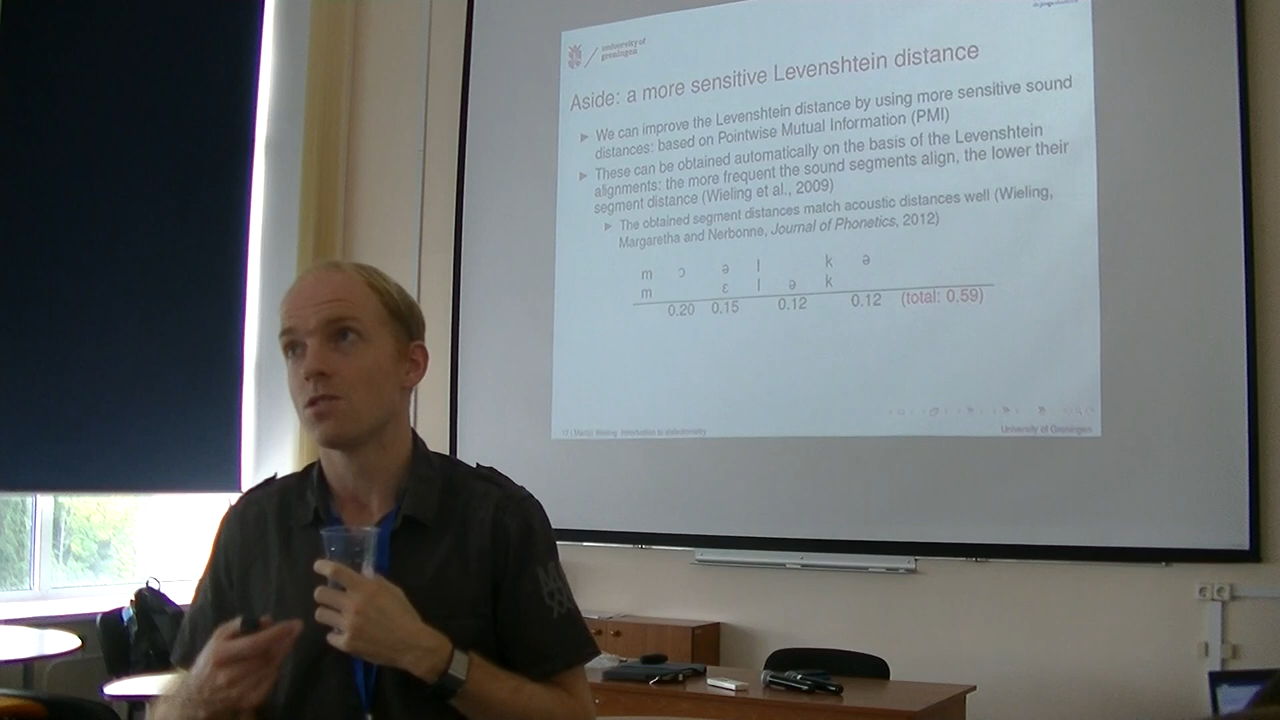 university of
groningen
Aside: a more sensitive Levenshtein distance
We can improve the Levenshtein distance by using more sensitive sound
distances: based on Pointwise Mutual Information (PMI)
These can be obtained automatically on the basis of the Levenshtein
alignments: the more frequent the sound segments align, the lower their
segment distance (Wieling et al., 2009)
The obtained segment distances match acoustic distances well (Wieling,
Margaretha and Nerbonne, Journal of Phonetics, 2012)
m ɔ ə l k ə
m ɛ l ə k
0.20 0.15 0.12 0.12 (total: 0.59)
Wieling Introduction to dialectometry
University of Groningen